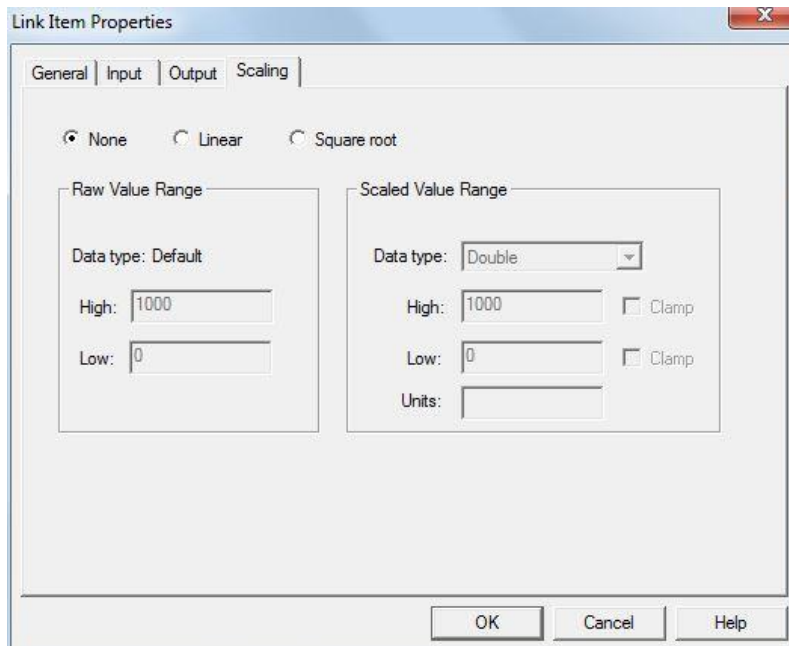 Link Item Properties
X
General Input Output Scaling
None Linear Square root
Raw Value Range
Data type: Default
High: 1000
Low: 0
Scaled Value Range
Data type: Double
High: 1000 Clamp
Low: 0 Clamp
Units:
OK Cancel Help